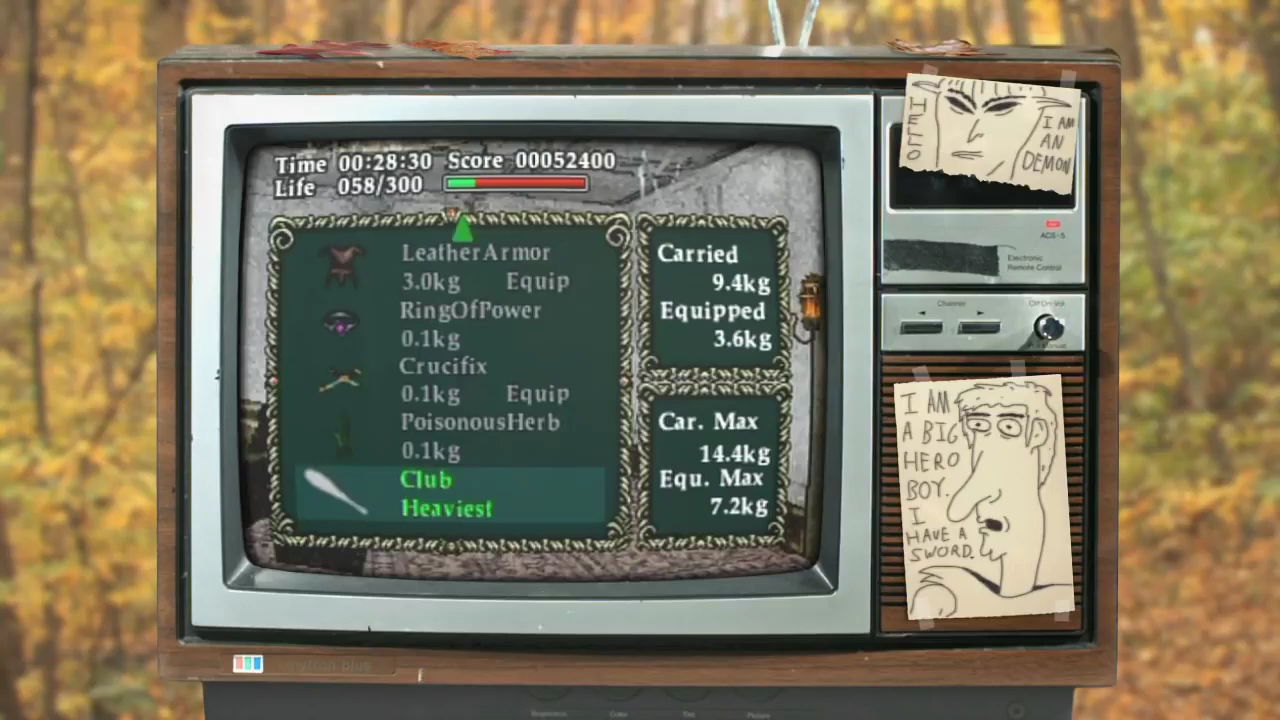 Time 00:28:30 Score 00052400
Life 058/300
LeatherArmor
3.0kg Equip
RingOfPower
0.1kg
Crucifix
0.1kg Equip
PoisonousHerb
0.1kg
Club
Heaviest
Carried
9.4kg
Equipped
3.6kg
Car. Max
14.4kg
Equ. Max
7.2kg
HELLO
I AM
AN
DEMON
ACS-5
Electronic
Remote Control
Channel
I AM
A BIG
HERO
BOY.
I
HAVE A
SWORD.